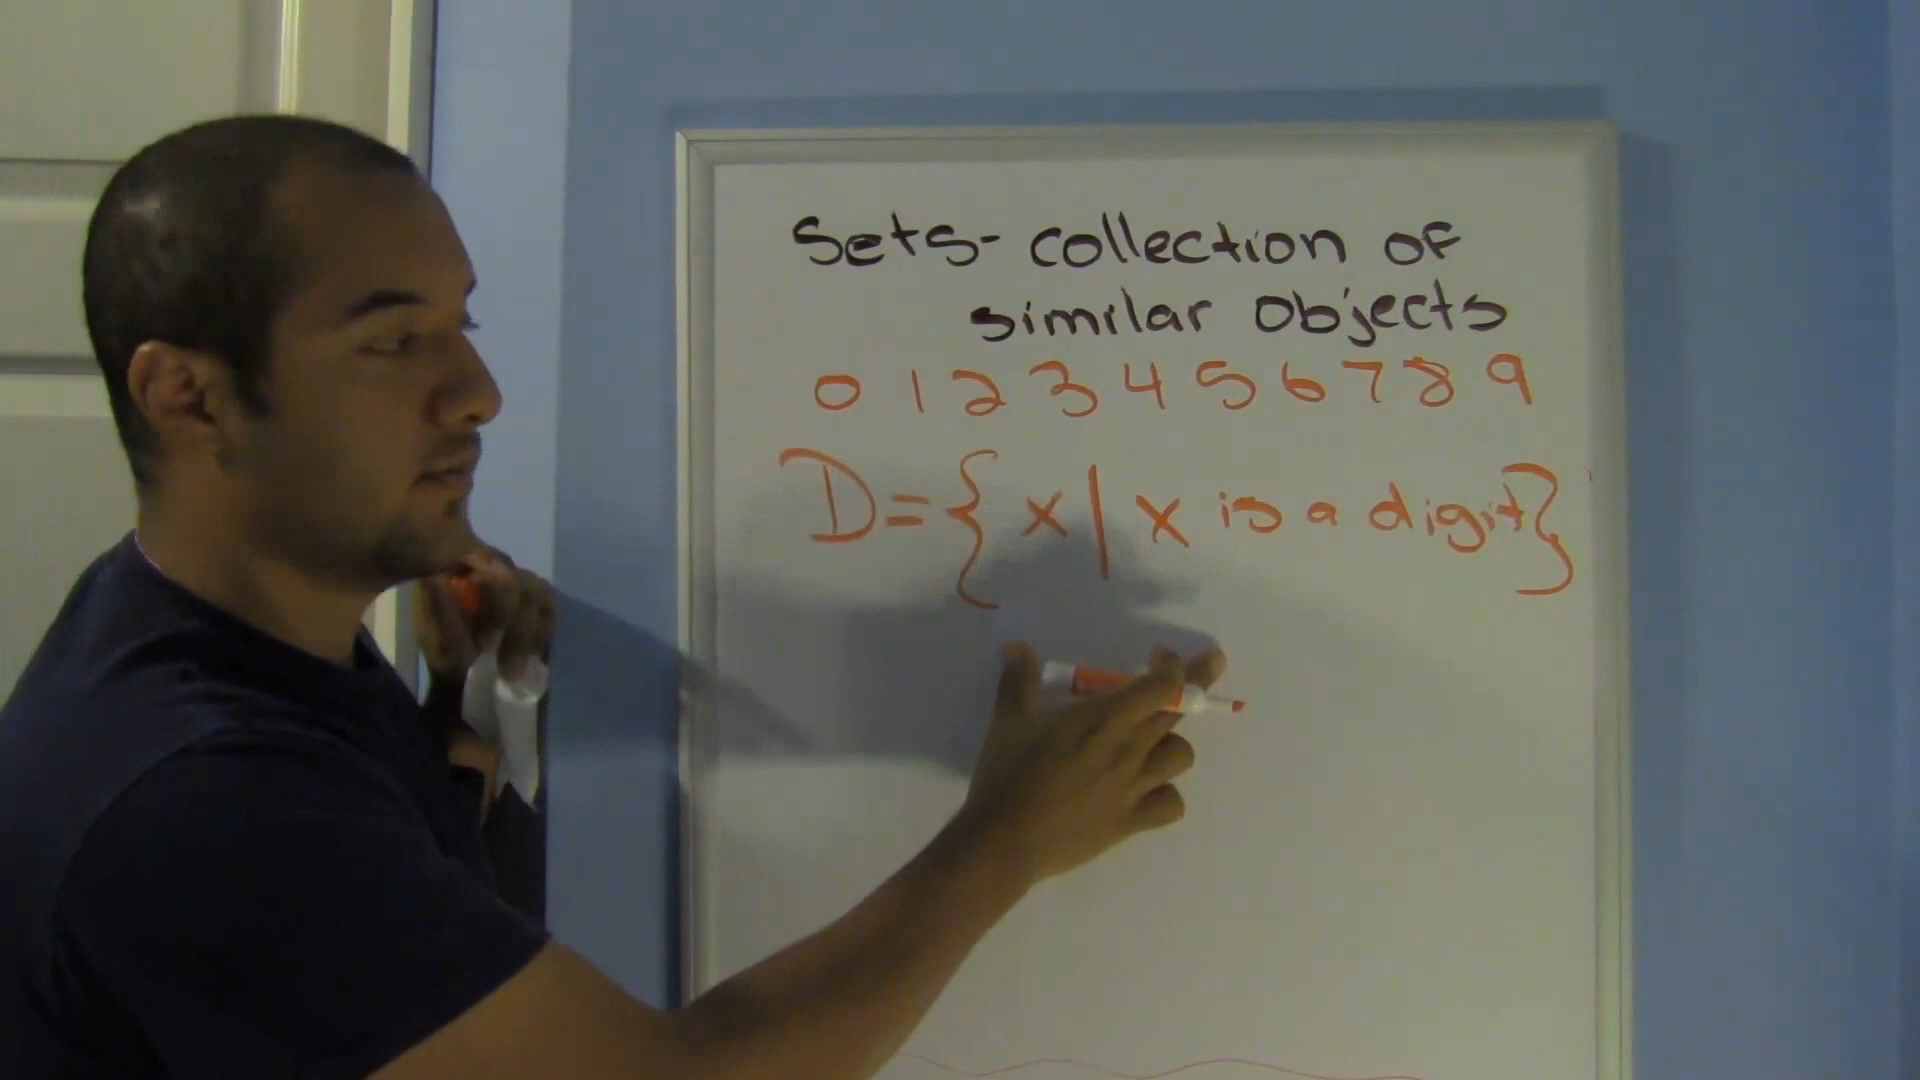 Sets- collection of
similar objects
0 1 2 3 4 5 6 7 8 9
D = { x | x is a digit }